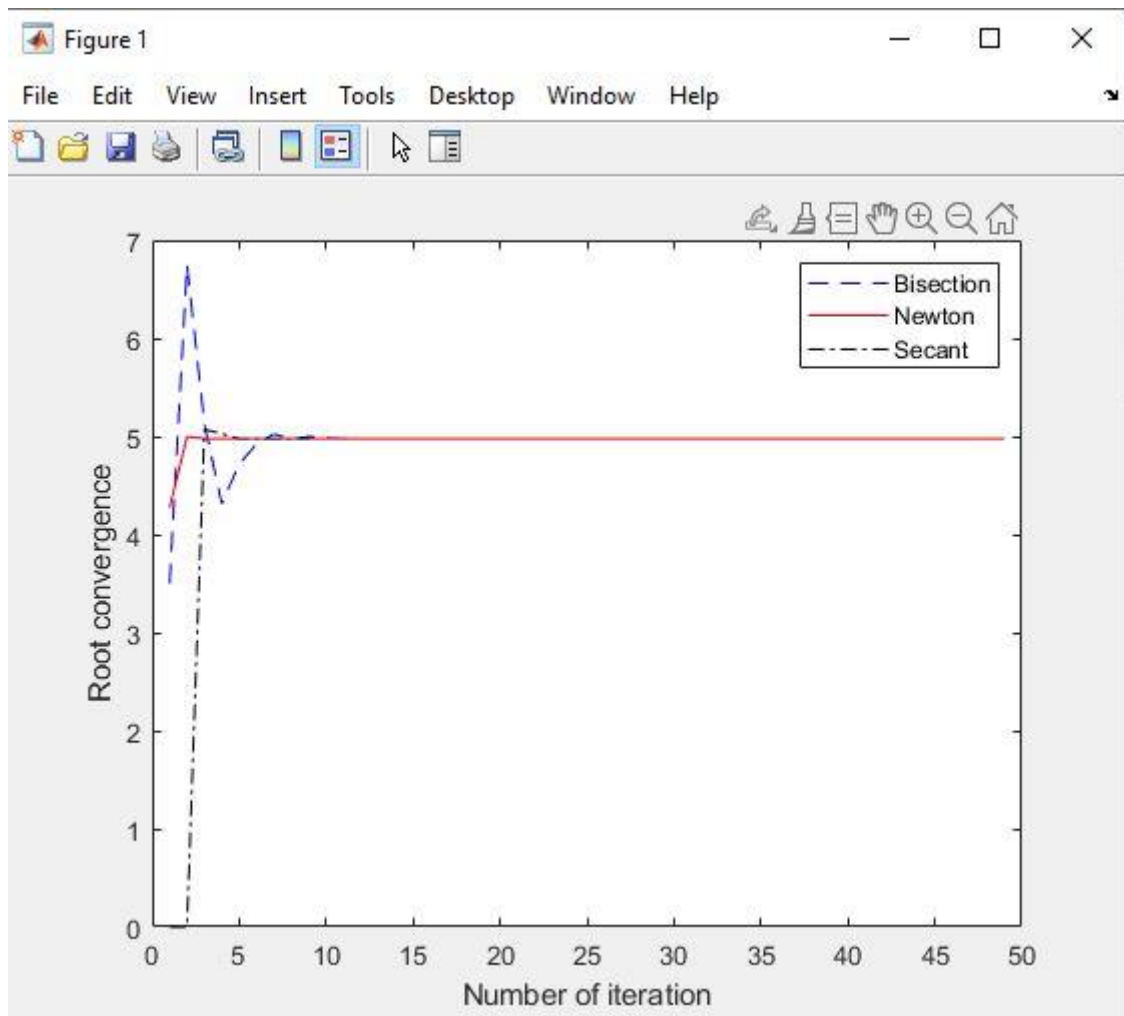 Figure 1
File Edit View Insert Tools Desktop Window Help
7
6
5
4
3
2
1
0
Root convergence
Bisection
Newton
Secant
0 5 10 15 20 25 30 35 40 45 50
Number of iteration